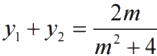 y₁ + y₂ = 2m / (m² + 4)